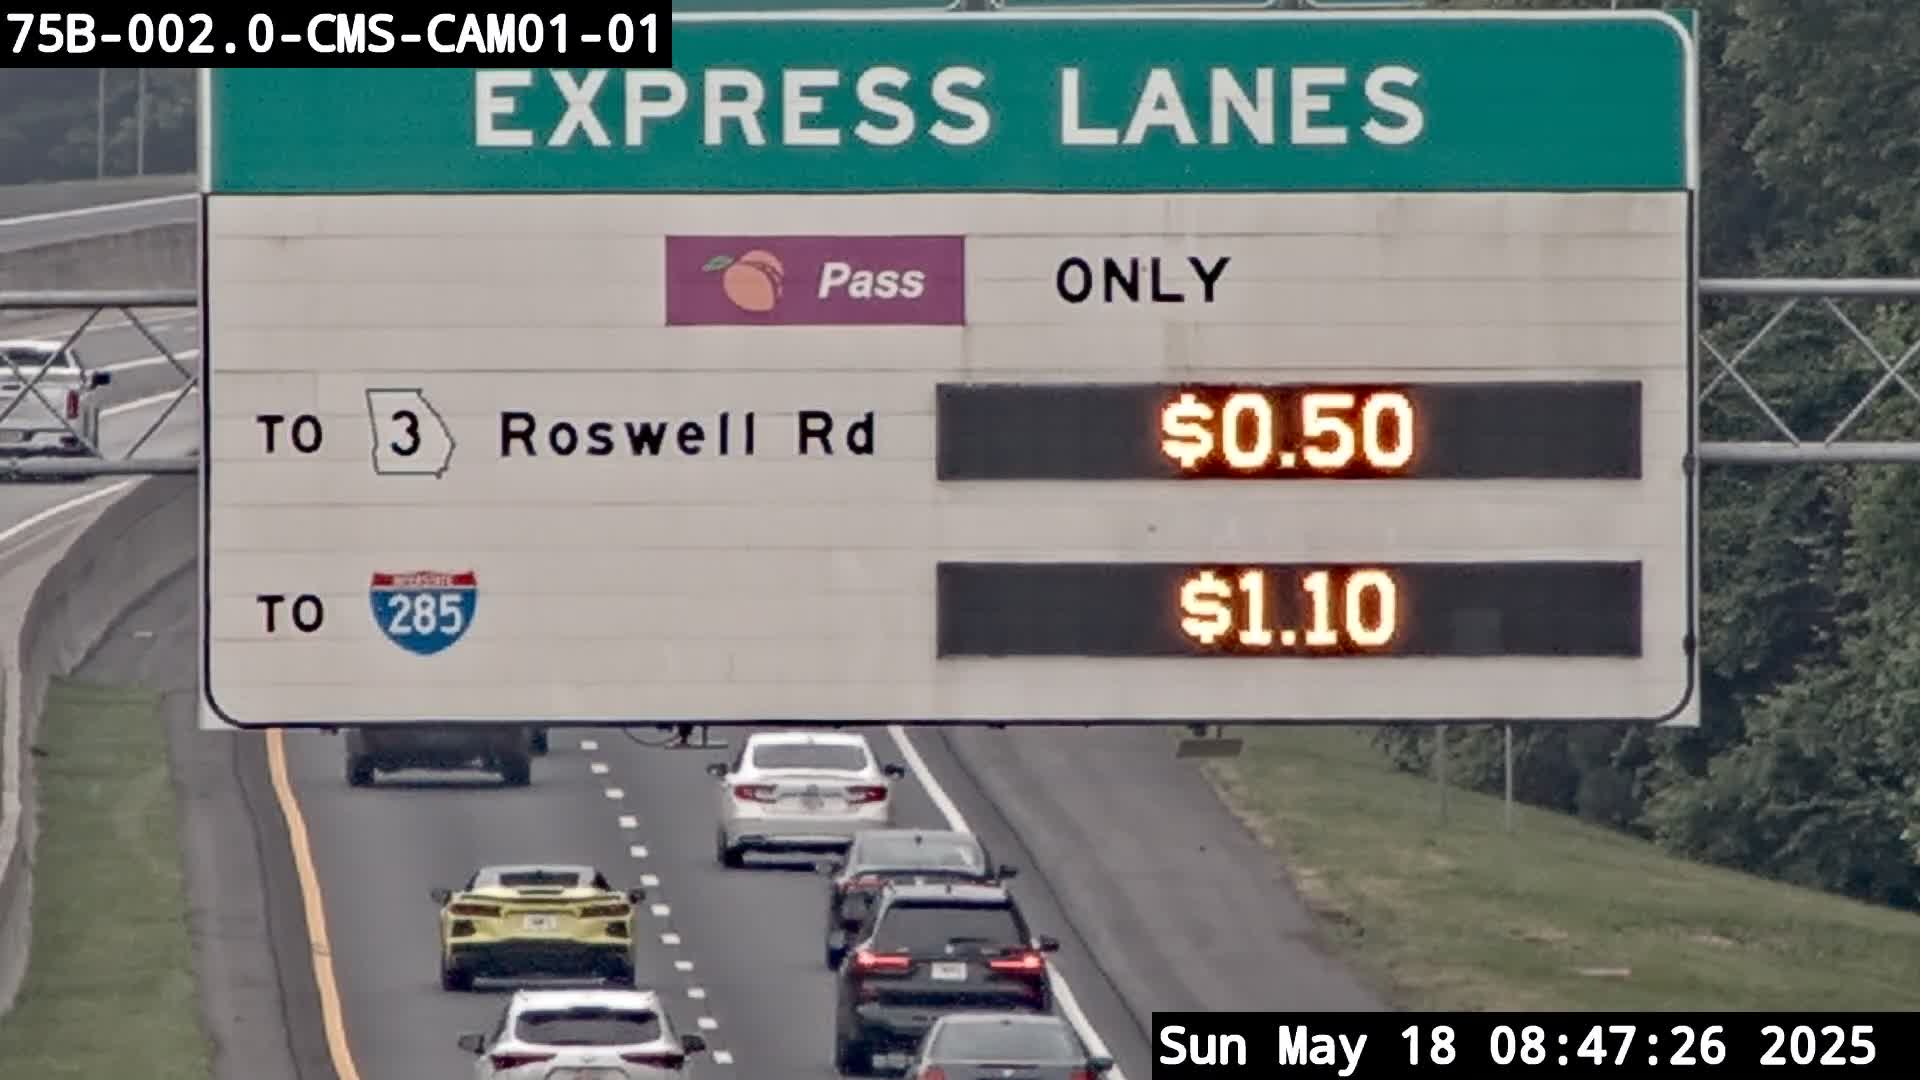 75B-002.0-CMS-CAM01-01
EXPRESS LANES
Pass ONLY
TO 3 Roswell Rd $0.50
INTERSTATE
TO 285 $1.10
Sun May 18 08:47:26 2025